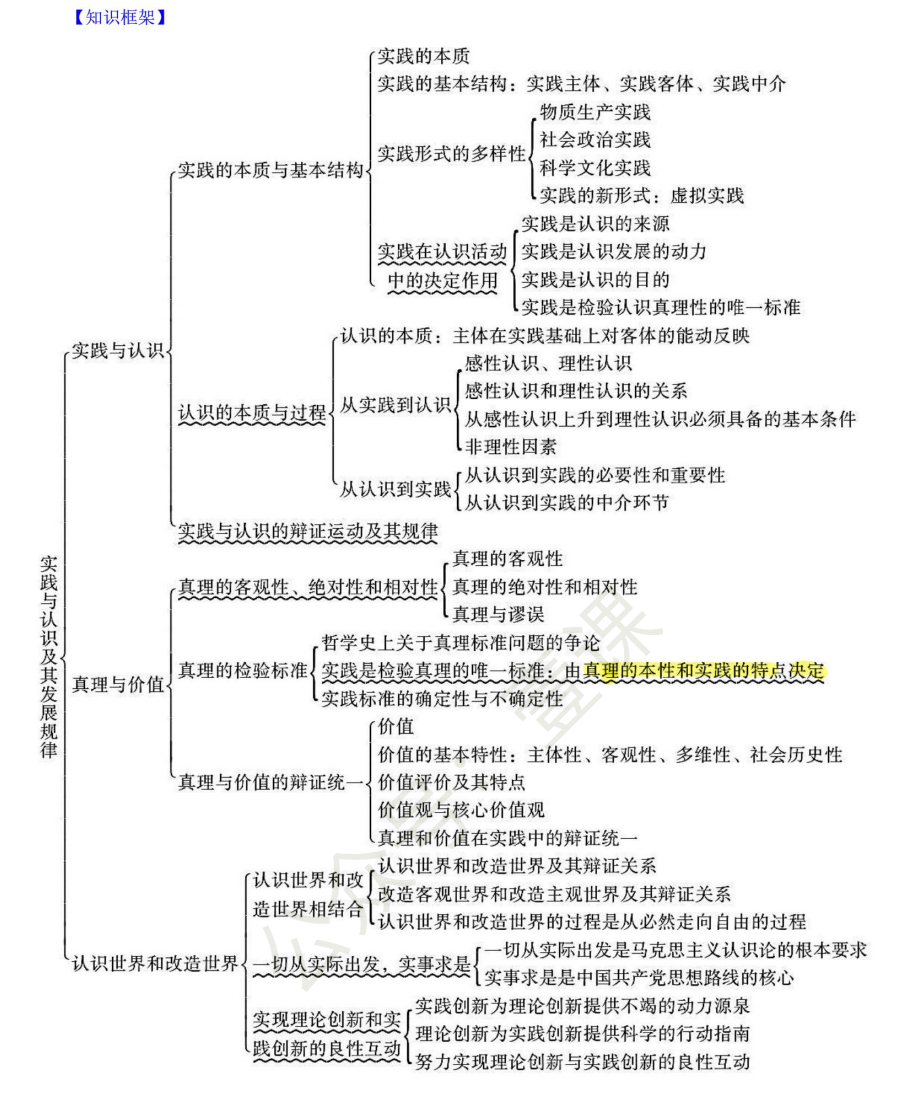 【知识框架】
实践的本质
实践的基本结构：实践主体、实践客体、实践中介
物质生产实践
社会政治实践
实践形式的多样性
科学文化实践
实践的本质与基本结构
实践的新形式：虚拟实践
实践是认识的来源
实践在认识活动
中的决定作用
实践是认识发展的动力
实践是认识的目的
实践是检验认识真理性的唯一标准
实践与认识
认识的本质：主体在实践基础上对客体的能动反映
感性认识、理性认识
感性认识和理性认识的关系
认识的本质与过程
从实践到认识
从感性认识上升到理性认识必须具备的基本条件
非理性因素
从认识到实践
从认识到实践的必要性和重要性
从认识到实践的中介环节
实践与认识的辩证运动及其规律
实践与认识及其发展规律
真理的客观性
真理的客观性、绝对性和相对性
真理的绝对性和相对性
真理与谬误
真理与价值
哲学史上关于真理标准问题的争论
真理的检验标准
实践是检验真理的唯一标准：由真理的本性和实践的特点决定
实践标准的确定性与不确定性
价值
价值的基本特性：主体性、客观性、多维性、社会历史性
真理与价值的辩证统一
价值评价及其特点
价值观与核心价值观
真理和价值在实践中的辩证统一
认识世界和改
造世界相结合
认识世界和改造世界及其辩证关系
改造客观世界和改造主观世界及其辩证关系
认识世界和改造世界的过程是从必然走向自由的过程
认识世界和改造世界
一切从实际出发，实事求是
一切从实际出发是马克思主义认识论的根本要求
实事求是是中国共产党思想路线的核心
实现理论创新和实
践创新的良性互动
实践创新为理论创新提供不竭的动力源泉
理论创新为实践创新提供科学的行动指南
努力实现理论创新与实践创新的良性互动